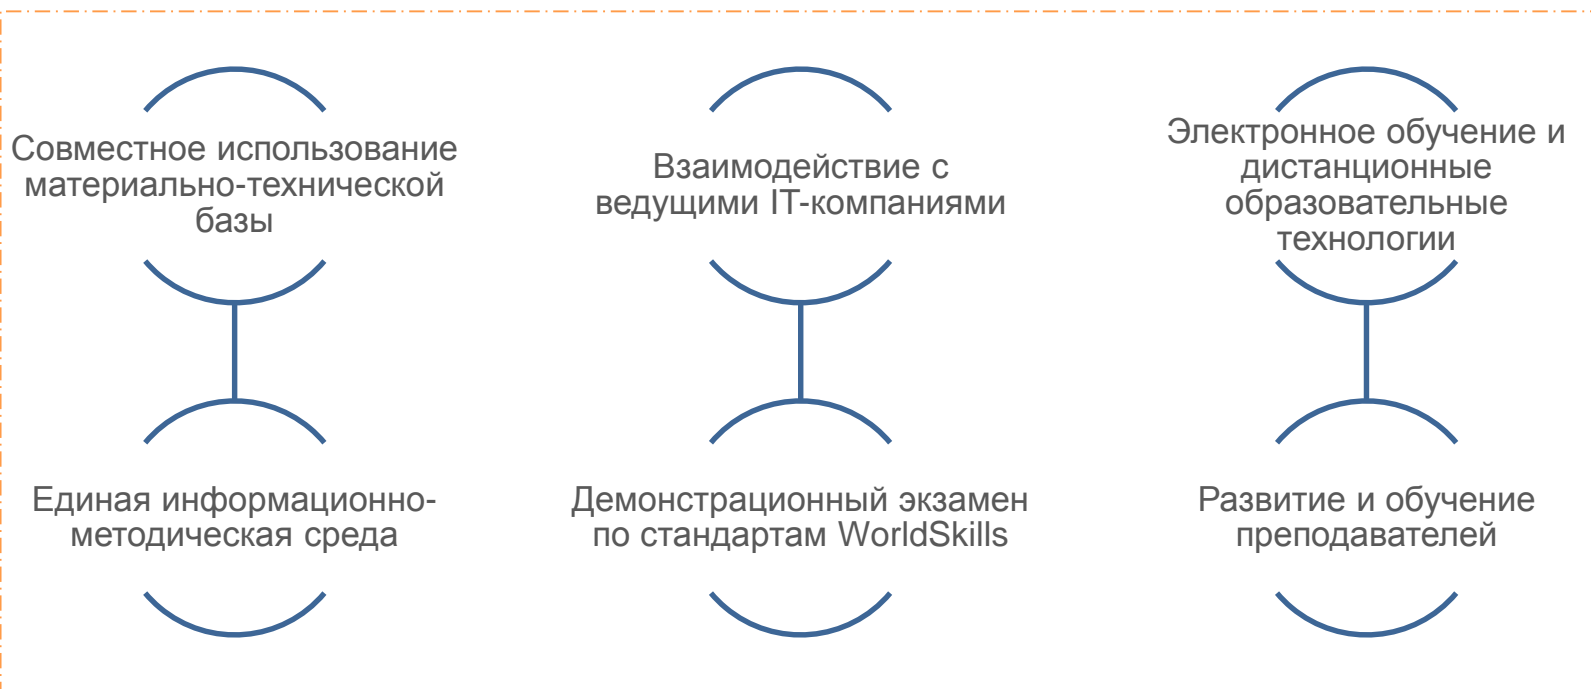 Совместное использование
материально-технической
базы
Взаимодействие с
ведущими IT-компаниями
Электронное обучение и
дистанционные
образовательные
технологии
Единая информационно-
методическая среда
Демонстрационный экзамен
по стандартам WorldSkills
Развитие и обучение
преподавателей